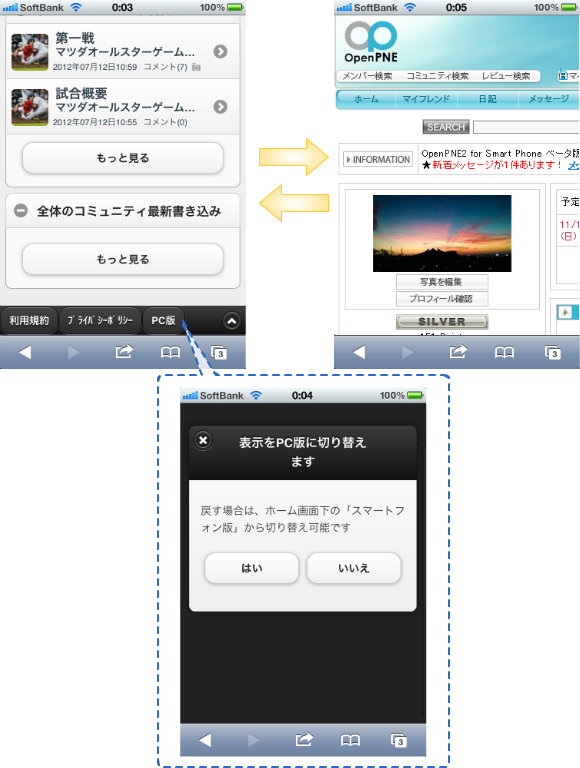 SoftBank 0:03 100%
第一戦
マツダオールスターゲーム...
2012年07月12日10:59 コメント(7)
試合概要
マツダオールスターゲーム...
2012年07月12日10:55 コメント(0)
もっと見る
全体のコミュニティ最新書き込み
もっと見る
利用規約 プライバシーポリシー PC版
3
SoftBank 0:05 100%
OpenPNE
メンバー検索 コミュニティ検索 レビュー検索 マ
ホーム マイフレンド 日記 メッセージ
SEARCH
INFORMATION
OpenPNE2 for Smart Phone ベータ版
★新着メッセージが1件あります！
予定
11/1
(日)
写真を編集
プロフィール確認
SILVER
3
SoftBank 0:04 100%
表示をPC版に切り替え
ます
戻す場合は、ホーム画面下の「スマートフ
ォン版」から切り替え可能です
はい いいえ
3